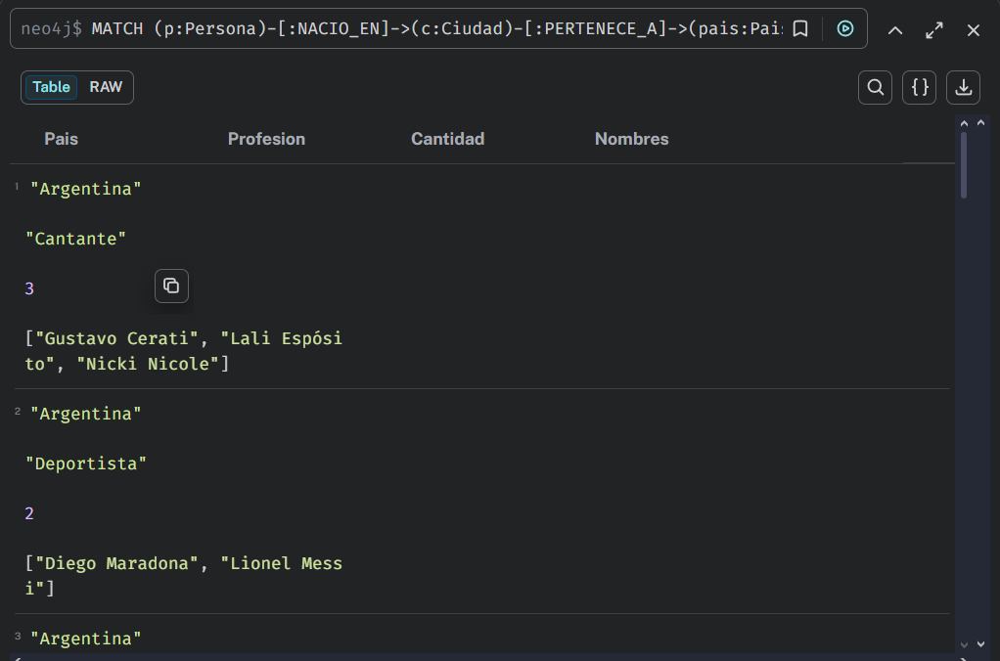 neo4j$ MATCH (p:Persona)-[:NACIO_EN]->(c:Ciudad)-[:PERTENECE_A]->(pais:Pai
Table RAW
Pais Profesion Cantidad Nombres
1 "Argentina"
"Cantante"
3
["Gustavo Cerati", "Lali Espósi
to", "Nicki Nicole"]
2 "Argentina"
"Deportista"
2
["Diego Maradona", "Lionel Mess
i"]
3 "Argentina"